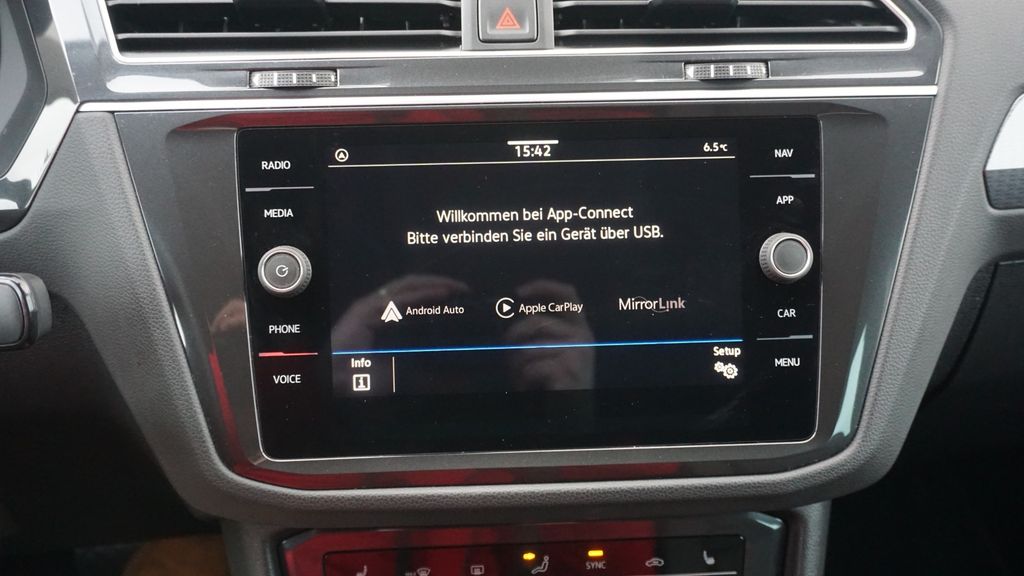 RADIO
MEDIA
PHONE
VOICE
15:42
6.5°C
Willkommen bei App-Connect
Bitte verbinden Sie ein Gerät über USB.
Android Auto
Apple CarPlay
MirrorLink
Info
Setup
NAV
APP
CAR
MENU
SYNC